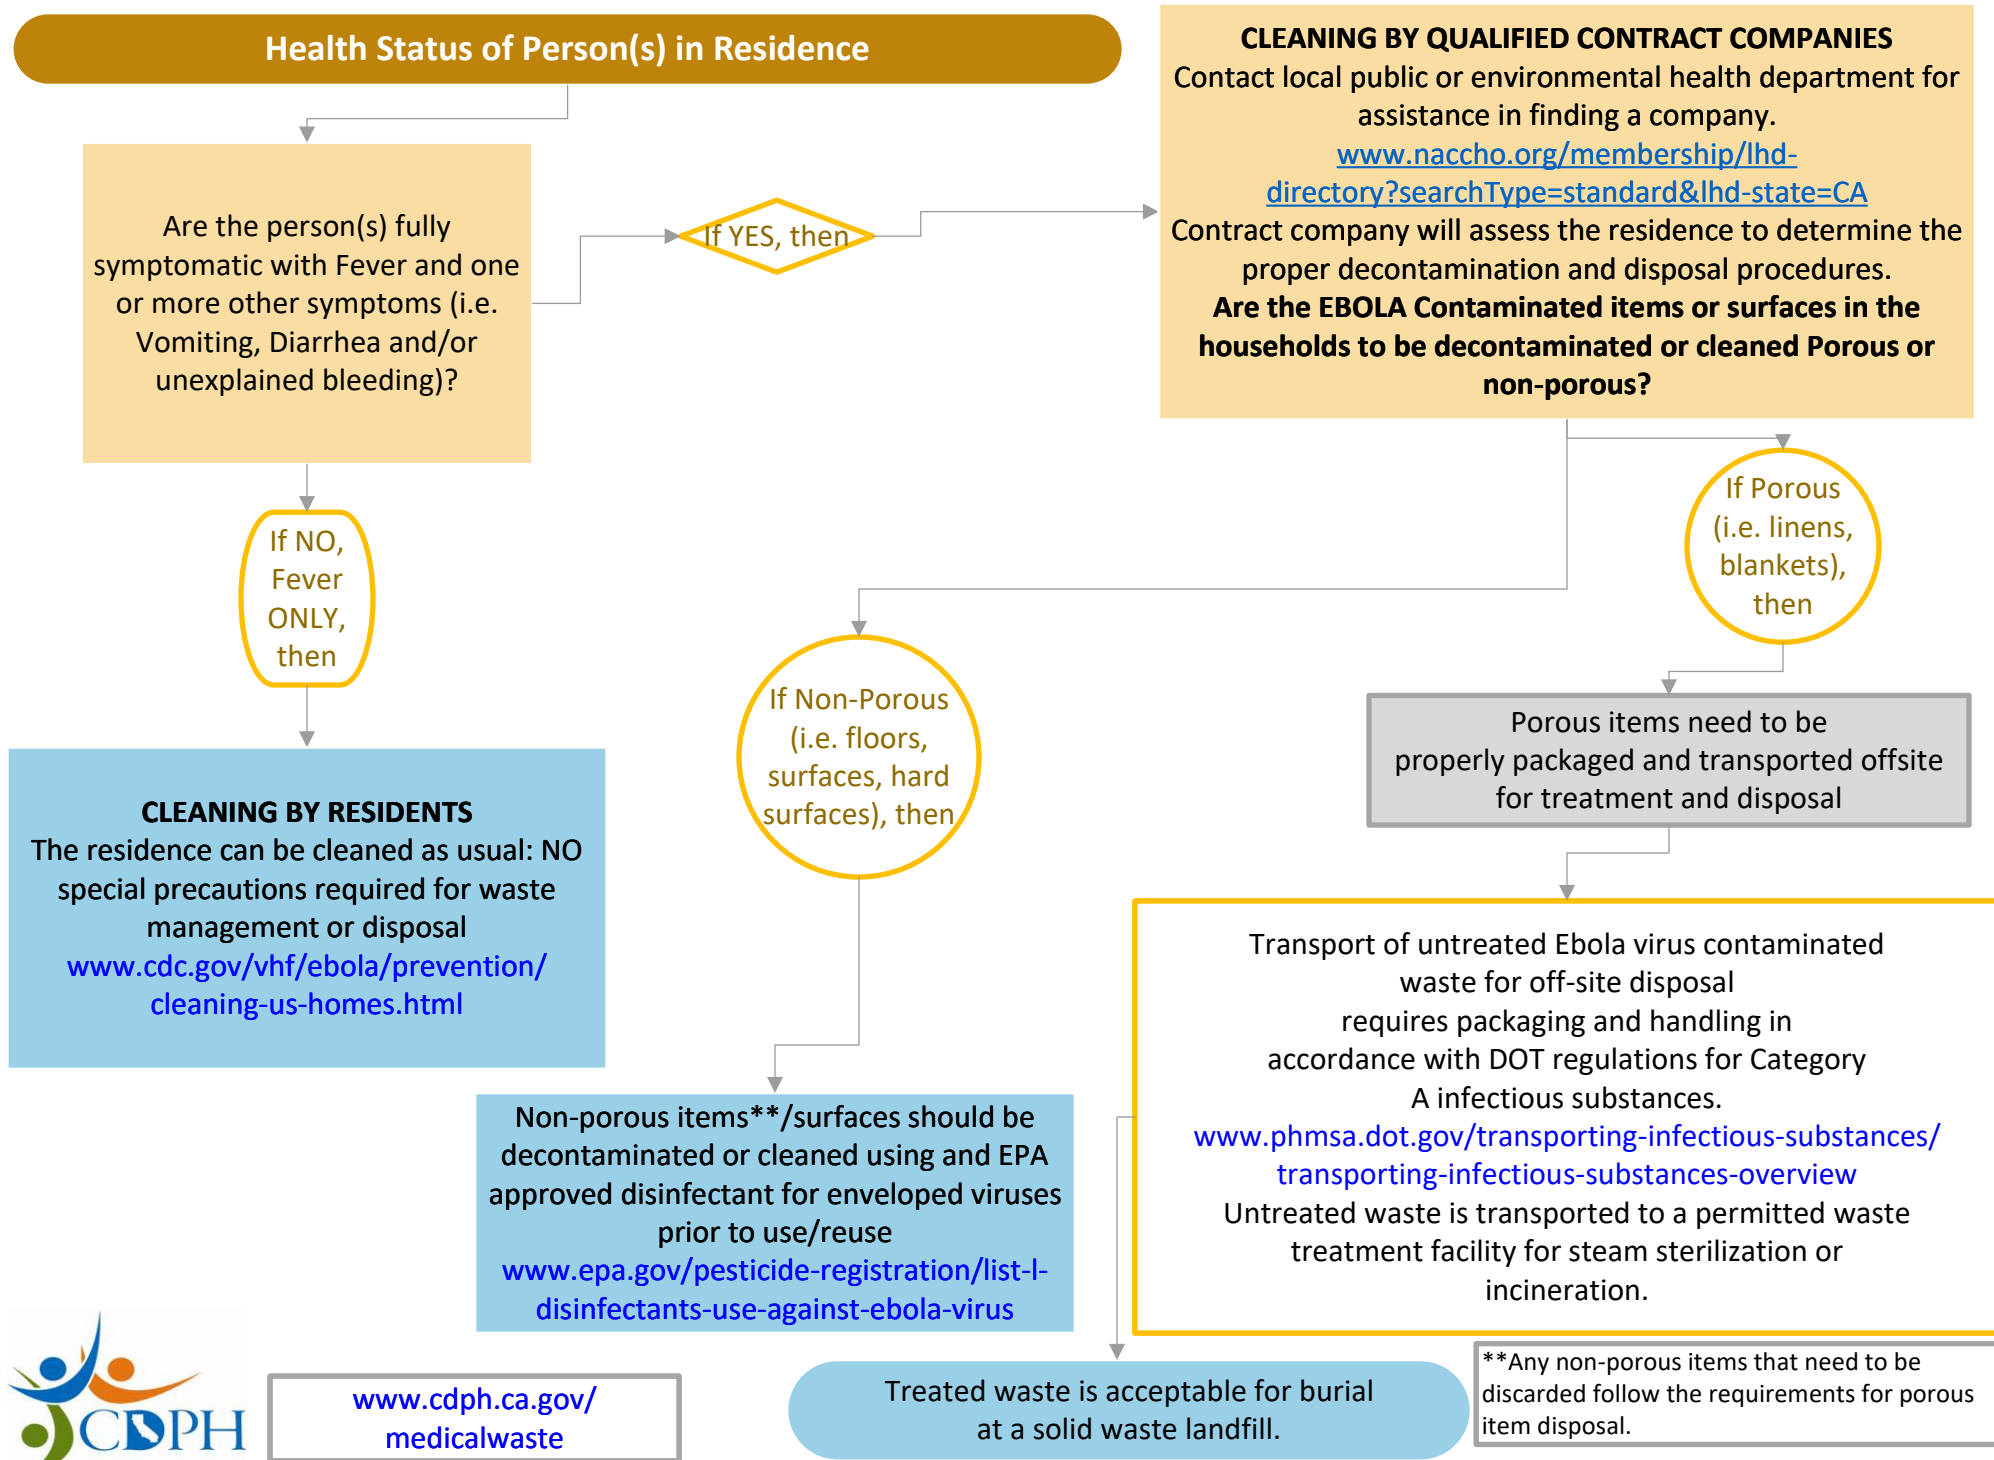 Health Status of Person(s) in Residence
Are the person(s) fully
symptomatic with Fever and one
or more other symptoms (i.e.
Vomiting, Diarrhea and/or
unexplained bleeding)?
If YES, then
CLEANING BY QUALIFIED CONTRACT COMPANIES
Contact local public or environmental health department for
assistance in finding a company.
www.naccho.org/membership/lhd-
directory?searchType=standard&lhd-state=CA
Contract company will assess the residence to determine the
proper decontamination and disposal procedures.
Are the EBOLA Contaminated items or surfaces in the
households to be decontaminated or cleaned Porous or
non-porous?
If NO,
Fever
ONLY,
then
CLEANING BY RESIDENTS
The residence can be cleaned as usual: NO
special precautions required for waste
management or disposal
www.cdc.gov/vhf/ebola/prevention/
cleaning-us-homes.html
If Non-Porous
(i.e. floors,
surfaces, hard
surfaces), then
Non-porous items**/surfaces should be
decontaminated or cleaned using and EPA
approved disinfectant for enveloped viruses
prior to use/reuse
www.epa.gov/pesticide-registration/list-l-
disinfectants-use-against-ebola-virus
If Porous
(i.e. linens,
blankets),
then
Porous items need to be
properly packaged and transported offsite
for treatment and disposal
Transport of untreated Ebola virus contaminated
waste for off-site disposal
requires packaging and handling in
accordance with DOT regulations for Category
A infectious substances.
www.phmsa.dot.gov/transporting-infectious-substances/
transporting-infectious-substances-overview
Untreated waste is transported to a permitted waste
treatment facility for steam sterilization or
incineration.
Treated waste is acceptable for burial
at a solid waste landfill.
**Any non-porous items that need to be
discarded follow the requirements for porous
item disposal.
CDPH
www.cdph.ca.gov/
medicalwaste